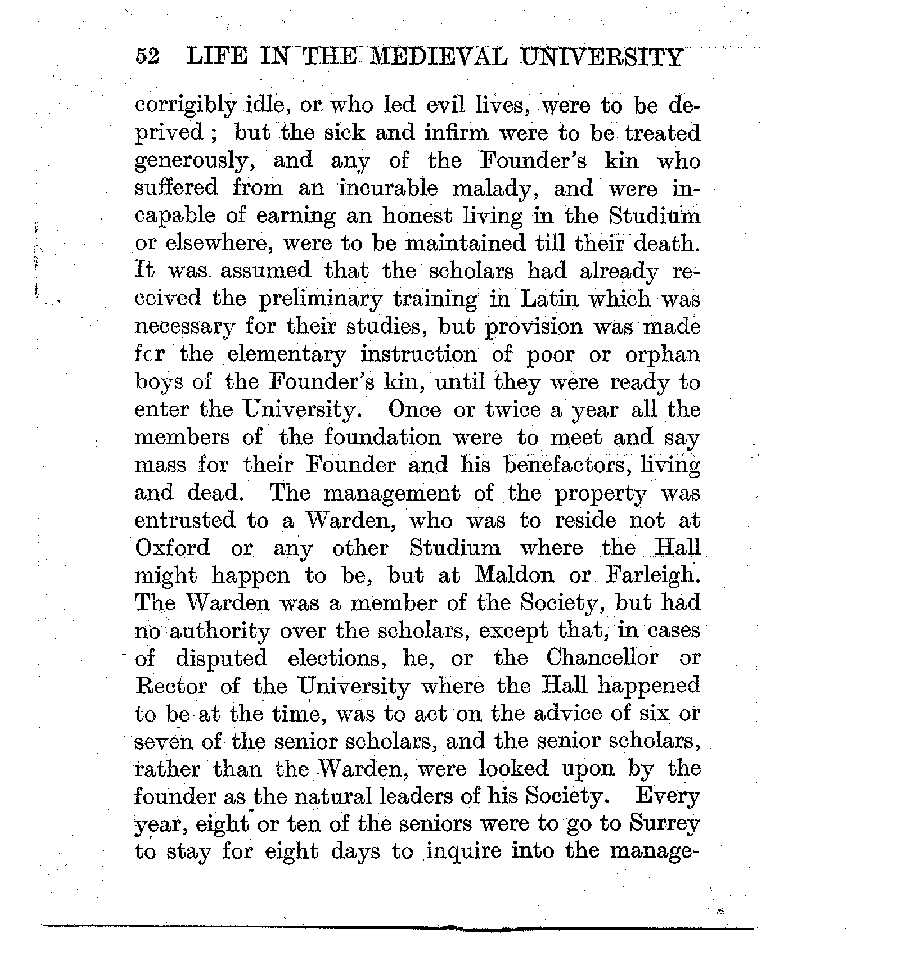 52 LIFE IN THE MEDIEVAL UNIVERSITY
corrigibly idle, or who led evil lives, were to be de-
prived ; but the sick and infirm were to be treated
generously, and any of the Founder's kin who
suffered from an incurable malady, and were in-
capable of earning an honest living in the Studium
or elsewhere, were to be maintained till their death.
It was assumed that the scholars had already re-
ceived the preliminary training in Latin which was
necessary for their studies, but provision was made
for the elementary instruction of poor or orphan
boys of the Founder's kin, until they were ready to
enter the University. Once or twice a year all the
members of the foundation were to meet and say
mass for their Founder and his benefactors, living
and dead. The management of the property was
entrusted to a Warden, who was to reside not at
Oxford or any other Studium where the Hall
might happen to be, but at Maldon or Farleigh.
The Warden was a member of the Society, but had
no authority over the scholars, except that, in cases
of disputed elections, he, or the Chancellor or
Rector of the University where the Hall happened
to be at the time, was to act on the advice of six or
seven of the senior scholars, and the senior scholars,
rather than the Warden, were looked upon by the
founder as the natural leaders of his Society. Every
year, eight or ten of the seniors were to go to Surrey
to stay for eight days to inquire into the manage-